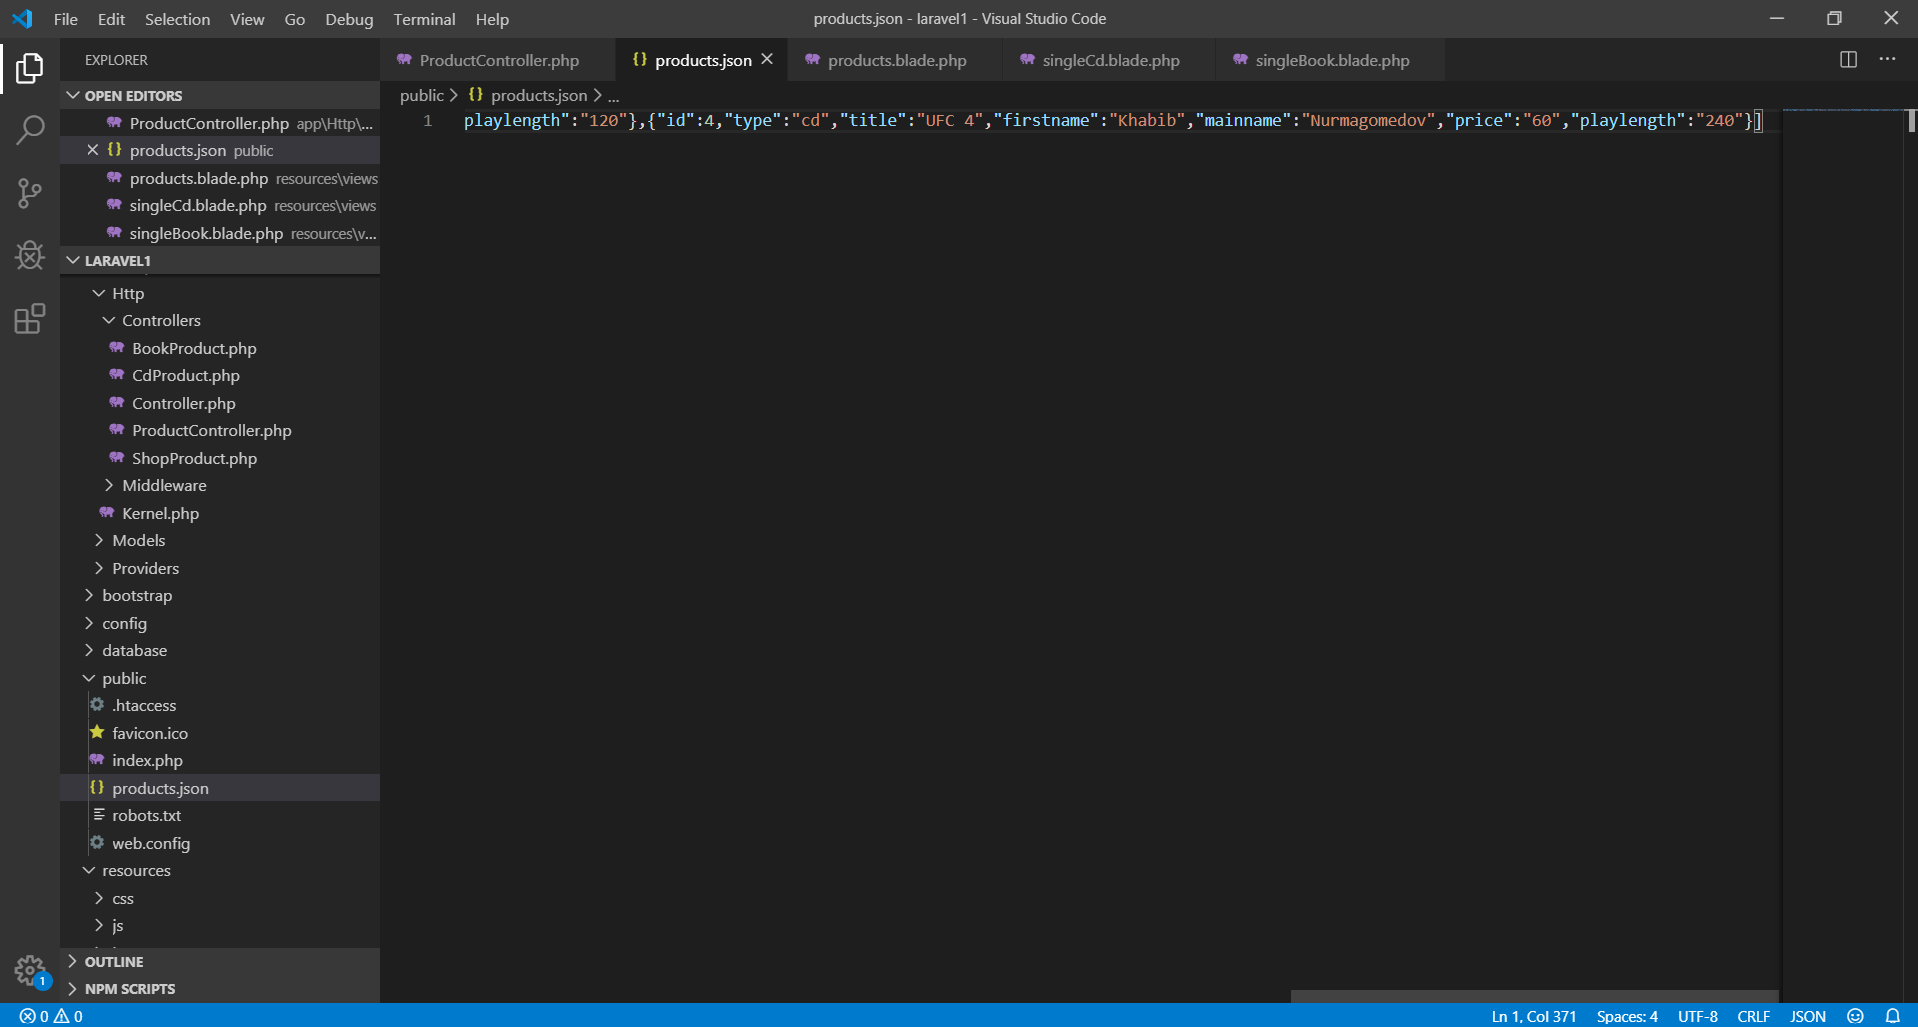 File Edit Selection View Go Debug Terminal Help
products.json - laravel1 - Visual Studio Code
EXPLORER
OPEN EDITORS
ProductController.php app\Http\...
products.json public
products.blade.php resources\views
singleCd.blade.php resources\views
singleBook.blade.php resources\v...
LARAVEL1
Http
Controllers
BookProduct.php
CdProduct.php
Controller.php
ProductController.php
ShopProduct.php
Middleware
Kernel.php
Models
Providers
bootstrap
config
database
public
.htaccess
favicon.ico
index.php
products.json
robots.txt
web.config
resources
css
js
OUTLINE
NPM SCRIPTS
1
ProductController.php products.json products.blade.php singleCd.blade.php singleBook.blade.php
public > {} products.json > ...
1 playlength":"120"},{"id":4,"type":"cd","title":"UFC 4","firstname":"Khabib","mainname":"Nurmagomedov","price":"60","playlength":"240"}]
0 0
Ln 1, Col 371 Spaces: 4 UTF-8 CRLF JSON